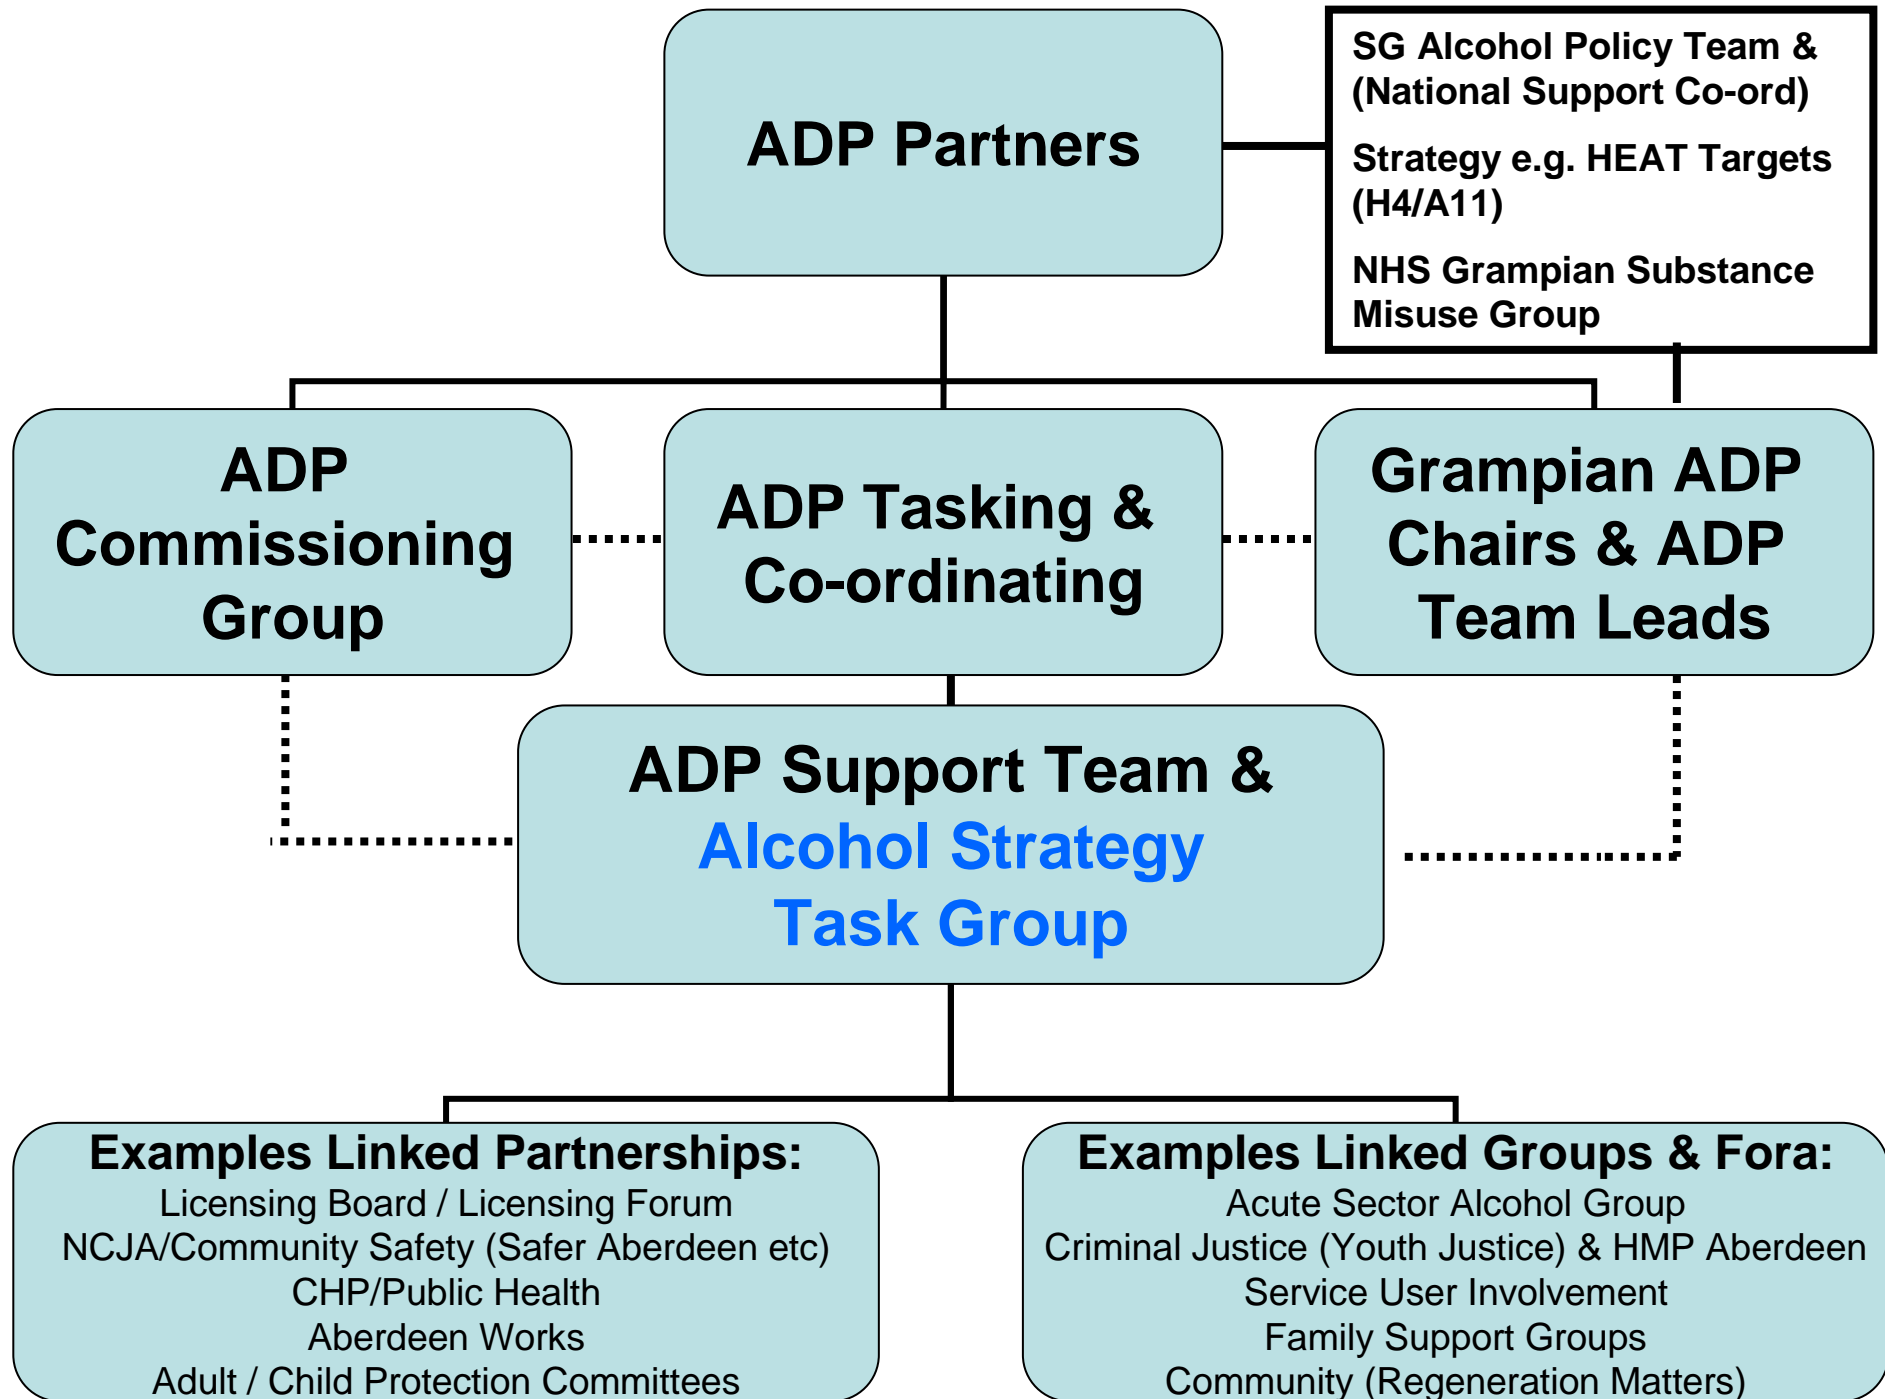 ADP Partners
SG Alcohol Policy Team &
(National Support Co-ord)
Strategy e.g. HEAT Targets
(H4/A11)
NHS Grampian Substance
Misuse Group
ADP
Commissioning
Group
ADP Tasking &
Co-ordinating
Grampian ADP
Chairs & ADP
Team Leads
ADP Support Team &
Alcohol Strategy
Task Group
Examples Linked Partnerships:
Licensing Board / Licensing Forum
NCJA/Community Safety (Safer Aberdeen etc)
CHP/Public Health
Aberdeen Works
Adult / Child Protection Committees
Examples Linked Groups & Fora:
Acute Sector Alcohol Group
Criminal Justice (Youth Justice) & HMP Aberdeen
Service User Involvement
Family Support Groups
Community (Regeneration Matters)